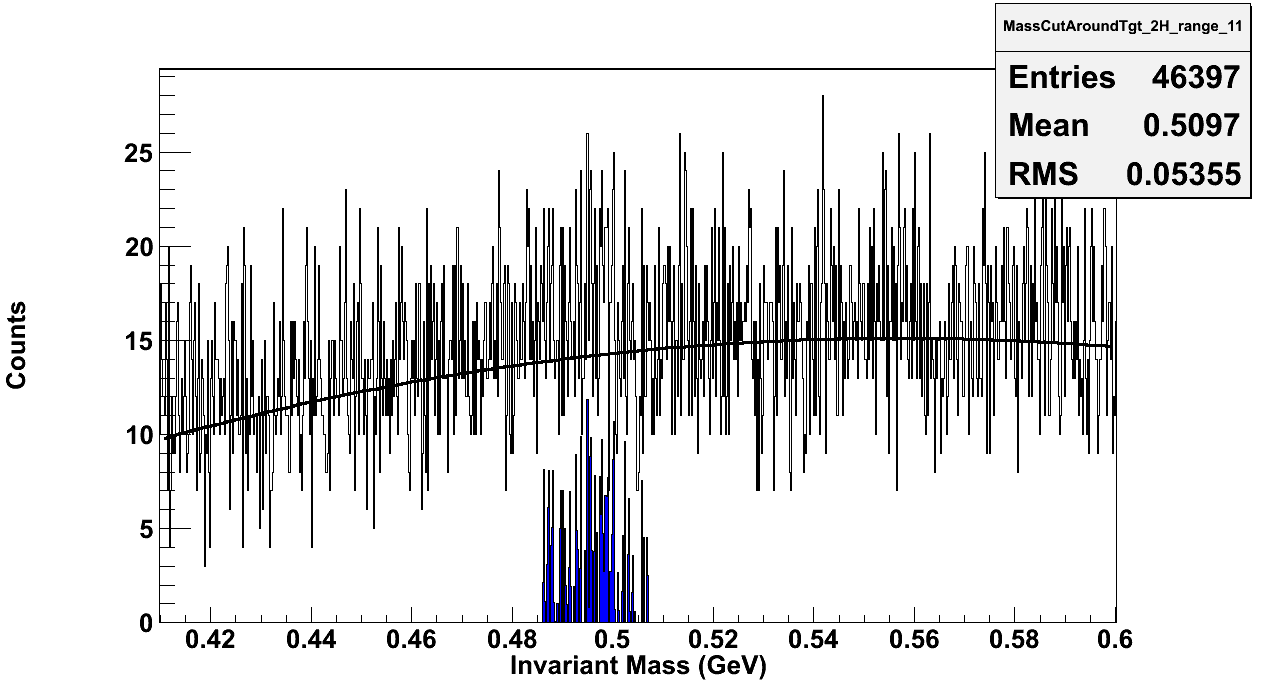 MassCutAroundTgt_2H_range_11
Entries 46397
Mean 0.5097
RMS 0.05355
Counts
25
20
15
10
5
0
0.42 0.44 0.46 0.48 0.5 0.52 0.54 0.56 0.58 0.6
Invariant Mass (GeV)